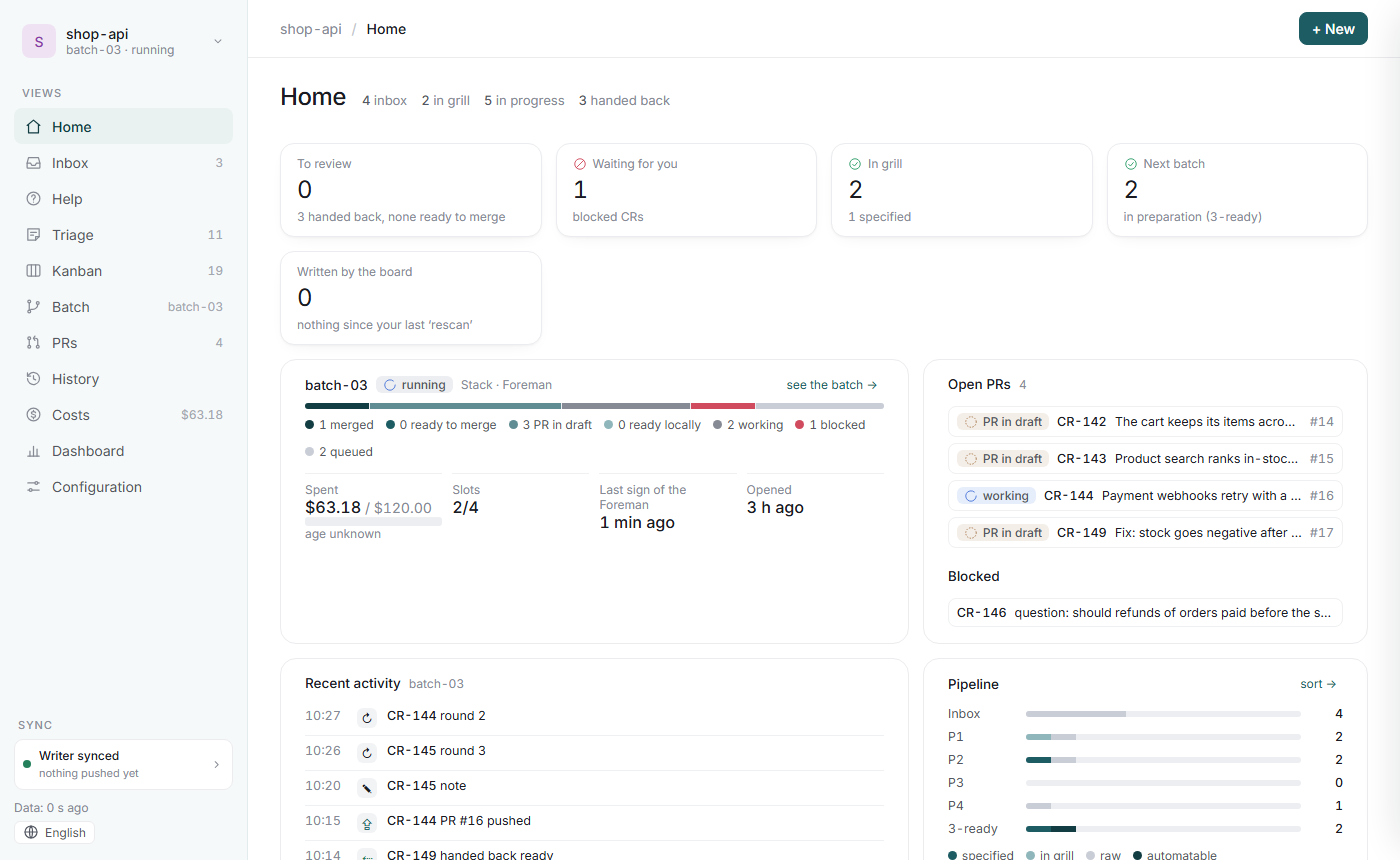 S
shop-api
batch-03 · running
VIEWS
Home
Inbox 3
Help
Triage 11
Kanban 19
Batch batch-03
PRs 4
History
Costs $63.18
Dashboard
Configuration
SYNC
Writer synced
nothing pushed yet
Data: 0 s ago
English
shop-api / Home
+ New
Home 4 inbox 2 in grill 5 in progress 3 handed back
To review
0
3 handed back, none ready to merge
Waiting for you
1
blocked CRs
In grill
2
1 specified
Next batch
2
in preparation (3-ready)
Written by the board
0
nothing since your last ‘rescan’
batch-03 running Stack · Foreman see the batch →
1 merged 0 ready to merge 3 PR in draft 0 ready locally 2 working 1 blocked
2 queued
Spent
$63.18 / $120.00
age unknown
Slots
2/4
Last sign of the
Foreman
1 min ago
Opened
3 h ago
Open PRs 4
PR in draft CR-142 The cart keeps its items acro... #14
PR in draft CR-143 Product search ranks in-stoc... #15
working CR-144 Payment webhooks retry with a ... #16
PR in draft CR-149 Fix: stock goes negative after ... #17
Blocked
CR-146 question: should refunds of orders paid before the s...
Recent activity batch-03
10:27 CR-144 round 2
10:26 CR-145 round 3
10:20 CR-145 note
10:15 CR-144 PR #16 pushed
10:14 CR-149 handed back ready
Pipeline sort →
Inbox 4
P1 2
P2 2
P3 0
P4 1
3-ready 2
specified in grill raw automatable